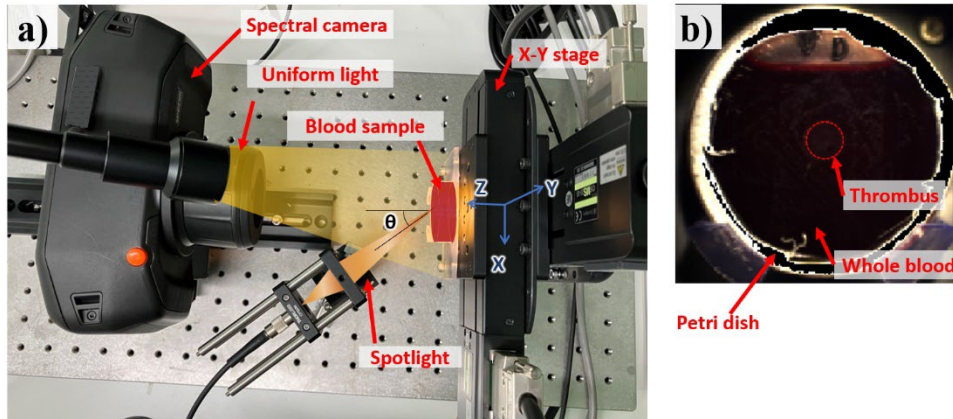 a)
Spectral camera
Uniform light
Blood sample
X-Y stage
Z
Y
θ
X
Spotlight
b)
D
Thrombus
Whole blood
Petri dish